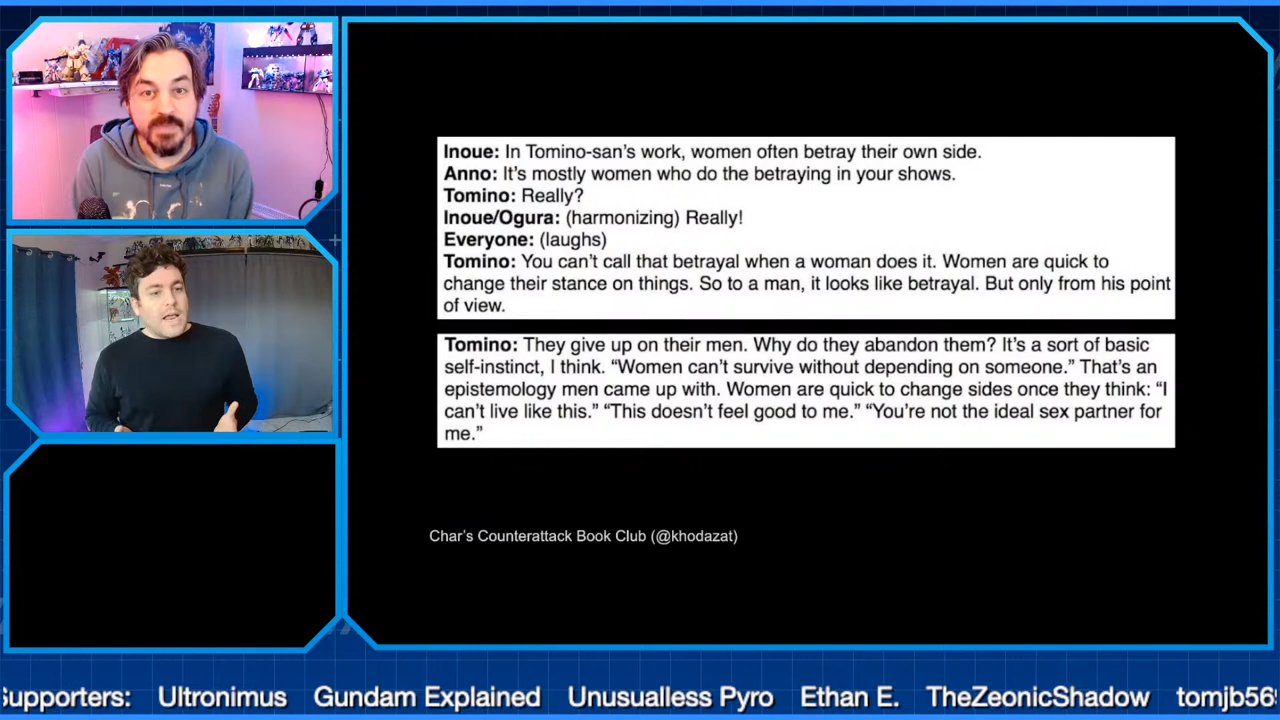 Inoue: In Tomino-san's work, women often betray their own side.
Anno: It's mostly women who do the betraying in your shows.
Tomino: Really?
Inoue/Ogura: (harmonizing) Really!
Everyone: (laughs)
Tomino: You can't call that betrayal when a woman does it. Women are quick to
change their stance on things. So to a man, it looks like betrayal. But only from his point
of view.
Tomino: They give up on their men. Why do they abandon them? It's a sort of basic
self-instinct, I think. “Women can't survive without depending on someone.” That's an
epistemology men came up with. Women are quick to change sides once they think: “I
can't live like this.” “This doesn't feel good to me.” “You're not the ideal sex partner for
me.”
Char's Counterattack Book Club (@khodazat)
Supporters: Ultronimus Gundam Explained Unusualless Pyro Ethan E. TheZeonicShadow tomjb56